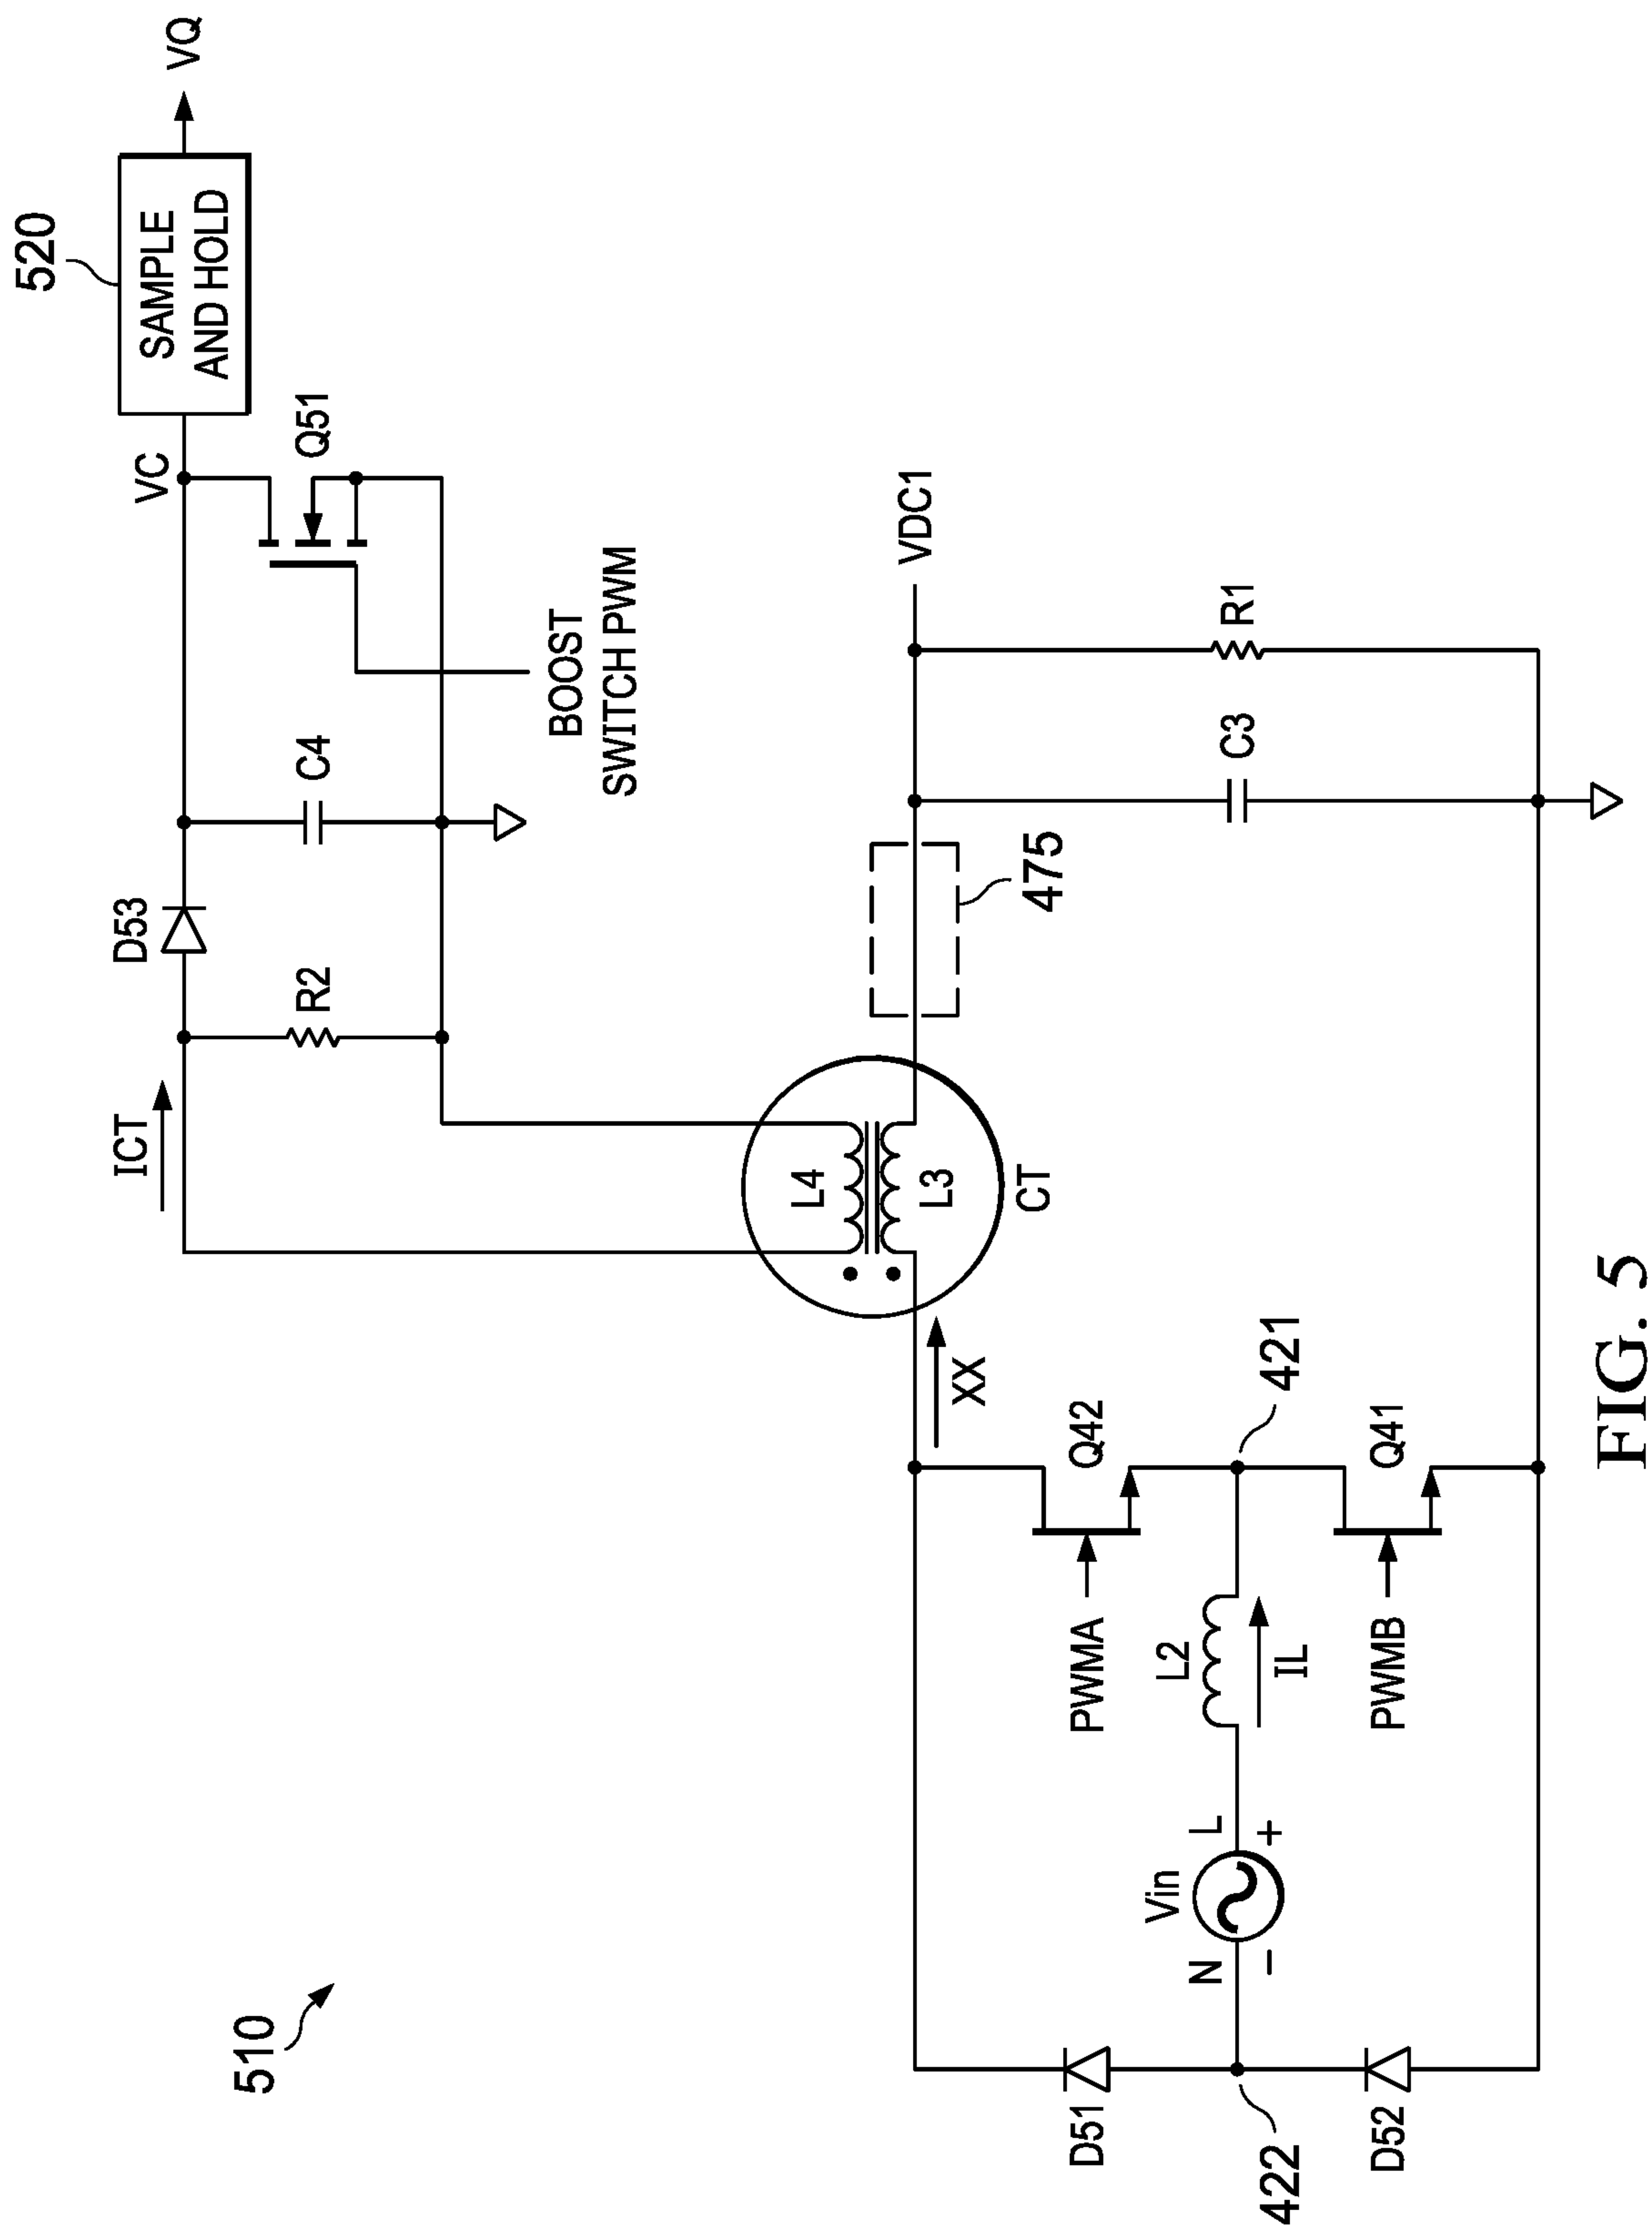 510
520
SAMPLE
AND HOLD
VQ
VC
ICT
D53
R2
C4
Q51
BOOST
SWITCH PWM
L4
L3
CT
475
VDC1
XX
D51
D52
422
Vin
N
L
−
+
L2
IL
PWMA
PWMB
Q42
Q41
421
C3
R1
FIG. 5